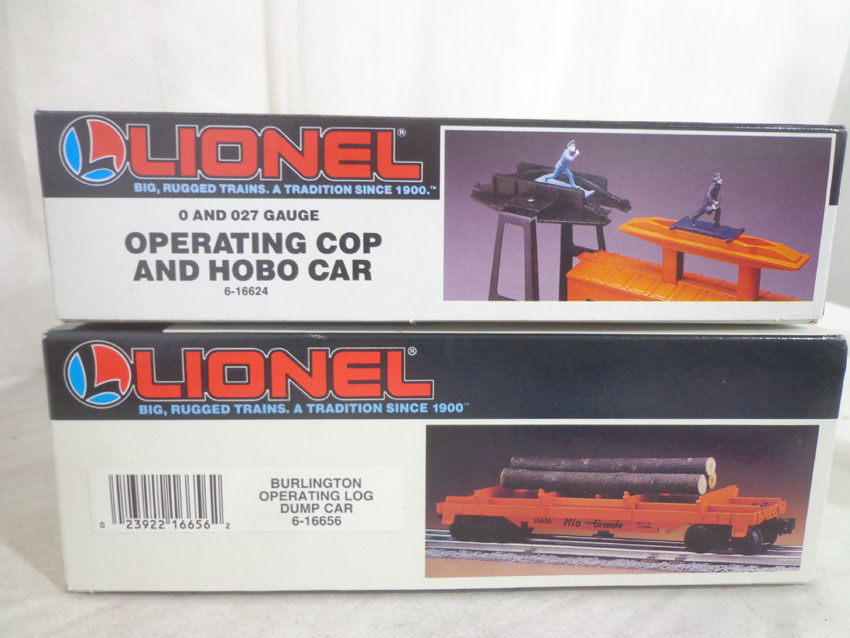 LIONEL®
BIG, RUGGED TRAINS. A TRADITION SINCE 1900.™
0 AND 027 GAUGE
OPERATING COP
AND HOBO CAR
6-16624
LIONEL®
BIG, RUGGED TRAINS. A TRADITION SINCE 1900™
0 23922 16656 2
BURLINGTON
OPERATING LOG
DUMP CAR
6-16656
16636 Rio Grande